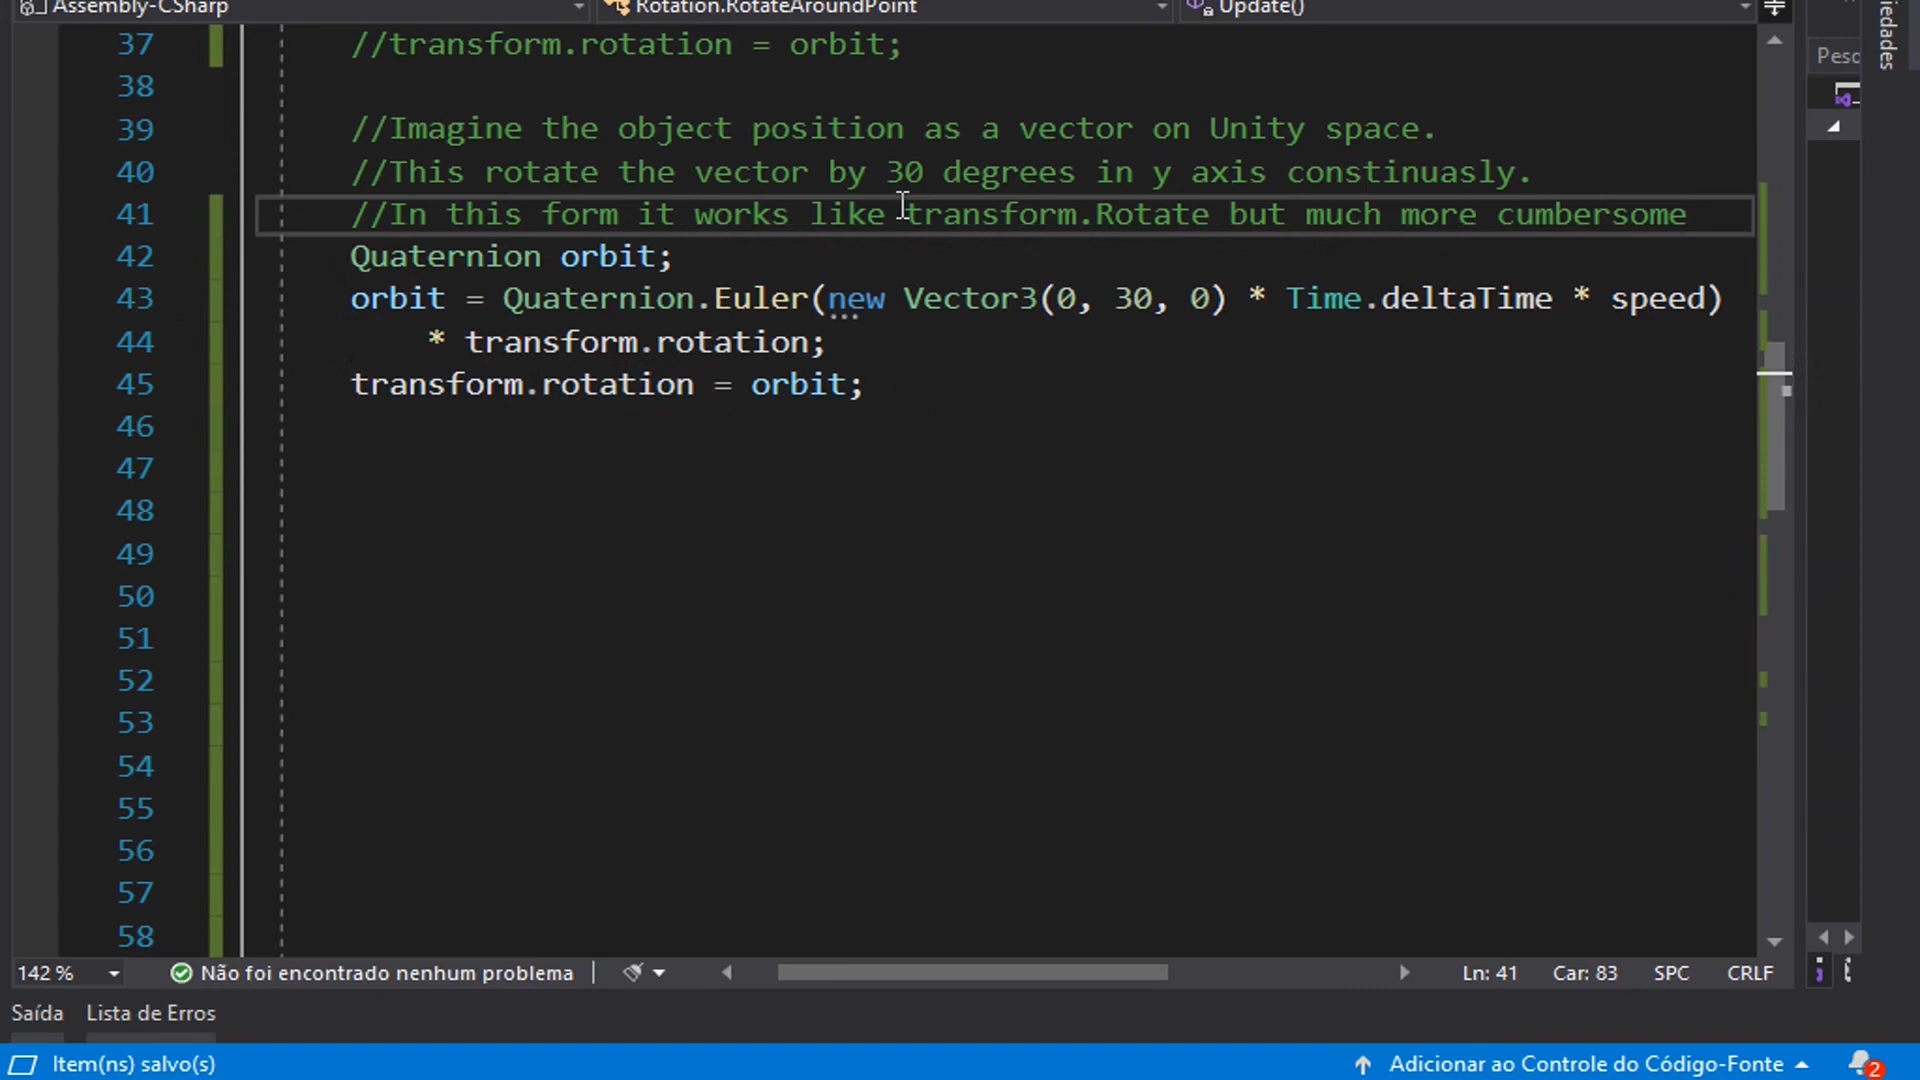 Assembly-CSharp
Rotation.RotateAroundPoint
Update()
37 //transform.rotation = orbit;
38
39 //Imagine the object position as a vector on Unity space.
40 //This rotate the vector by 30 degrees in y axis constinuasly.
41 //In this form it works like transform.Rotate but much more cumbersome
42 Quaternion orbit;
43 orbit = Quaternion.Euler(new Vector3(0, 30, 0) * Time.deltaTime * speed)
44 * transform.rotation;
45 transform.rotation = orbit;
46
47
48
49
50
51
52
53
54
55
56
57
58
iedades
Pesq
142 %
Não foi encontrado nenhum problema
Ln: 41 Car: 83 SPC CRLF
Saída Lista de Erros
Item(ns) salvo(s)
Adicionar ao Controle do Código-Fonte
2